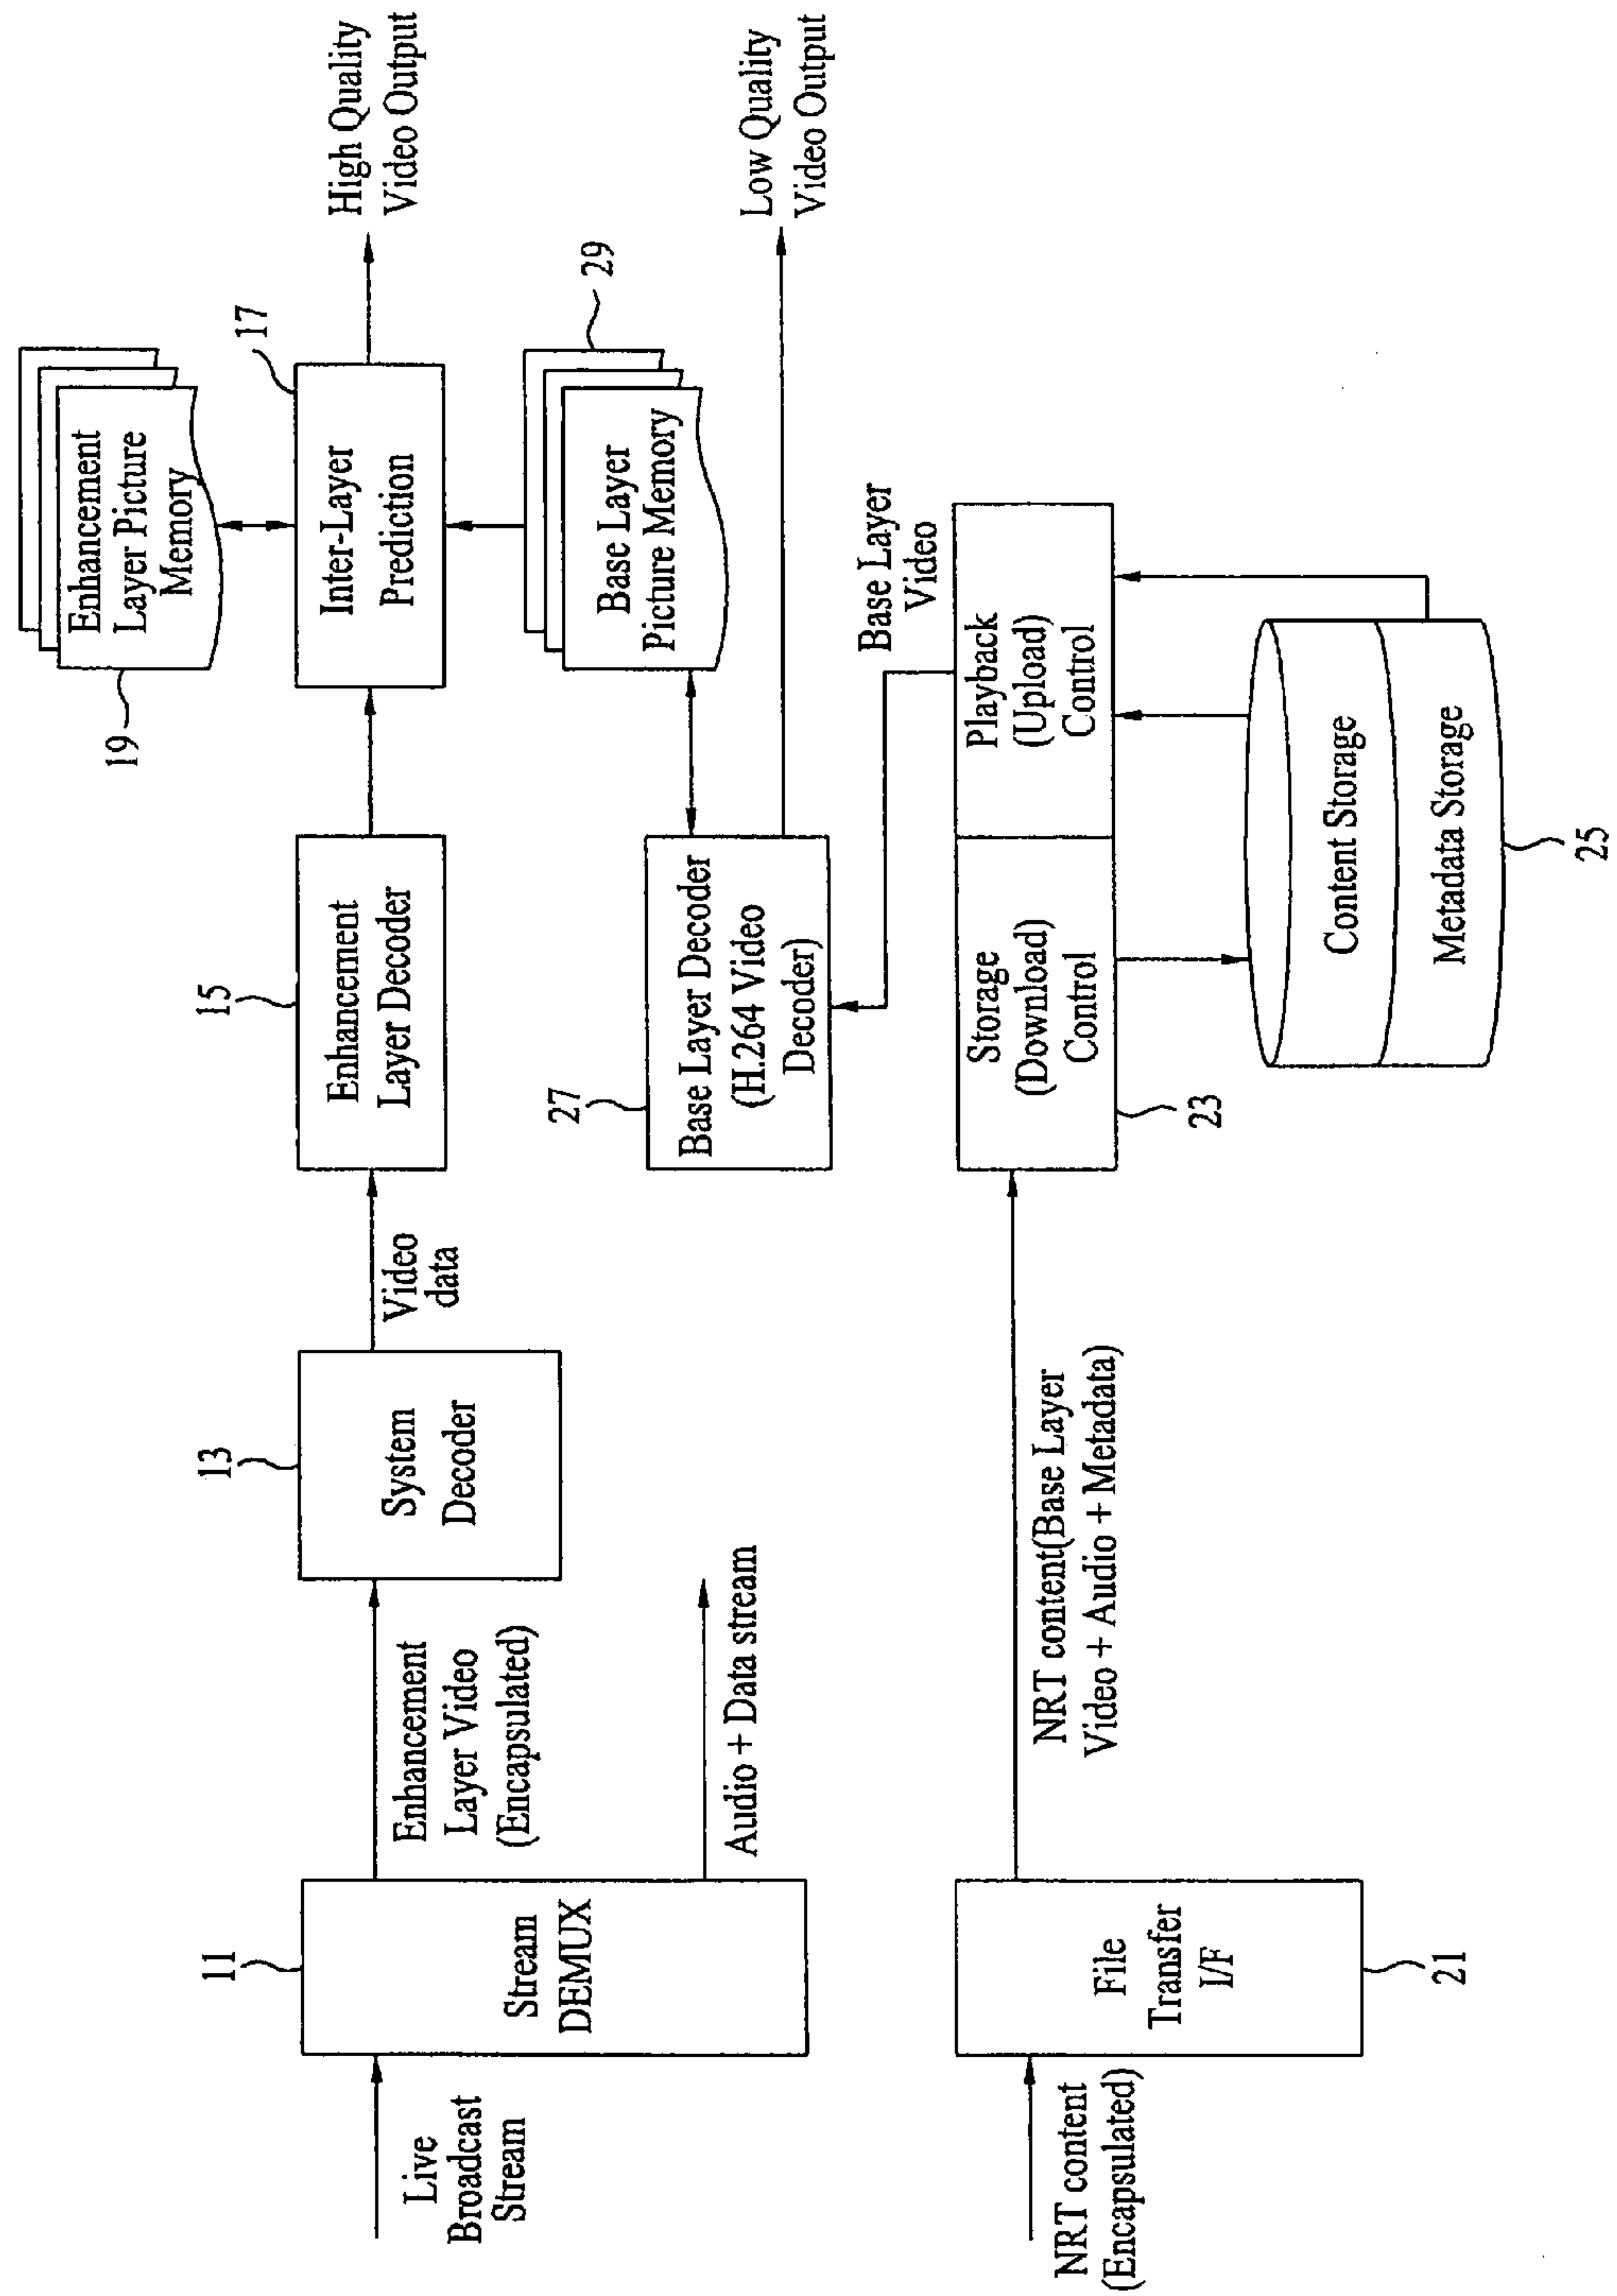 Live
Broadcast
Stream
11
Stream
DEMUX
Enhancement
Layer Video
(Encapsulated)
Audio + Data stream
13
System
Decoder
Video
data
15
Enhancement
Layer Decoder
19
Enhancement
Layer Picture
Memory
17
Inter-Layer
Prediction
High Quality
Video Output
29
Base Layer
Picture Memory
27
Base Layer Decoder
(H.264 Video
Decoder)
Low Quality
Video Output
NRT content
(Encapsulated)
File
Transfer
I/F
21
NRT content(Base Layer
Video + Audio + Metadata)
Storage
(Download)
Control
23
Playback
(Upload)
Control
Base Layer
Video
Content Storage
Metadata Storage
25